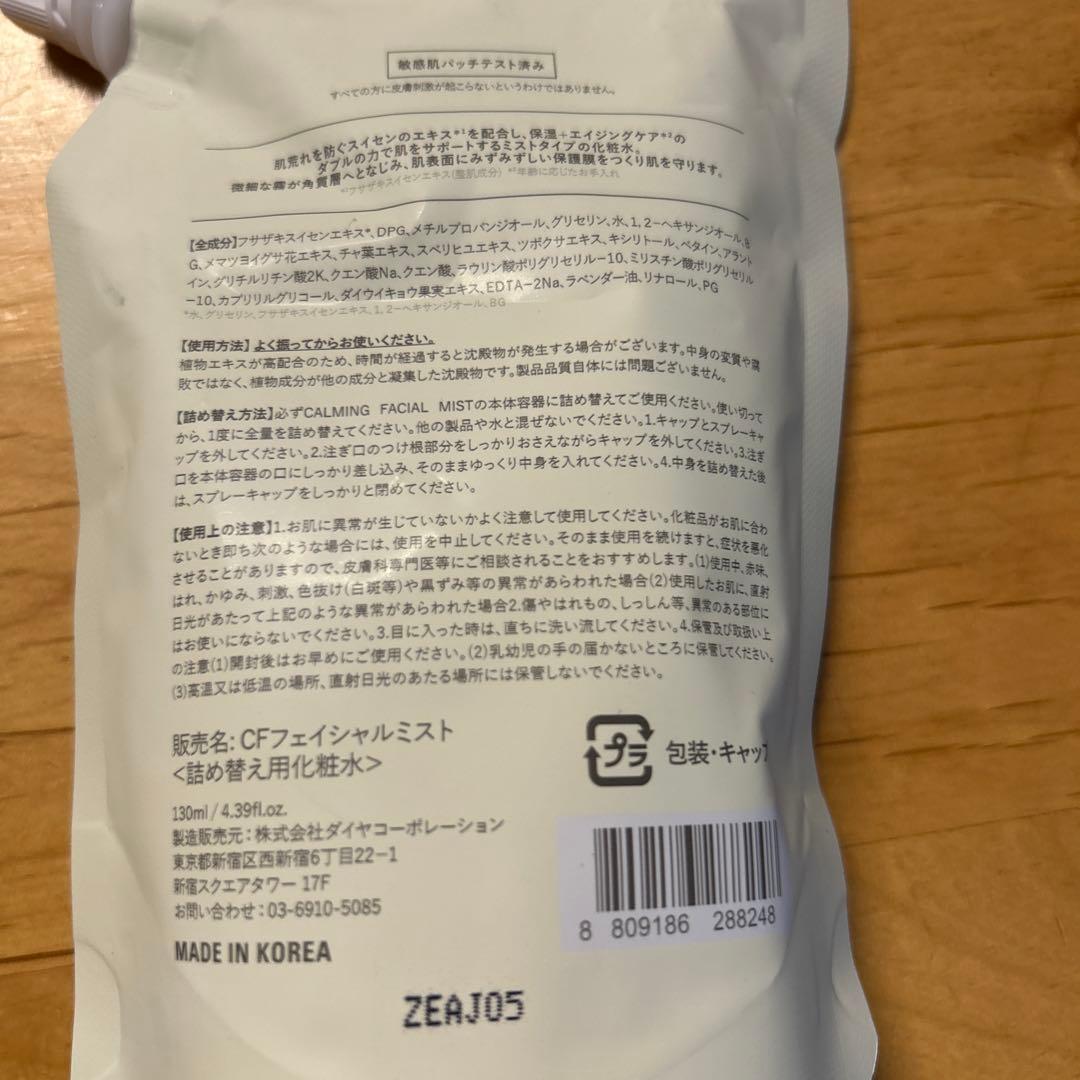 敏感肌パッチテスト済み
すべての方に皮膚刺激が起こらないというわけではありません。
肌荒れを防ぐスイセンのエキス*¹を配合し、保湿+エイジングケア*²の
ダブルの力で肌をサポートするミストタイプの化粧水。
微細な霧が角質層へとなじみ、肌表面にみずみずしい保護膜をつくり肌を守ります。
*¹フサザキスイセンエキス(整肌成分) *²年齢に応じたお手入れ
【全成分】フサザキスイセンエキス*、DPG、メチルプロパンジオール、グリセリン、水、1,2-ヘキサンジオール、B
G、メマツヨイグサ花エキス、チャ葉エキス、スベリヒユエキス、ツボクサエキス、キシリトール、ベタイン、アラント
イン、グリチルリチン酸2K、クエン酸Na、クエン酸、ラウリン酸ポリグリセリル-10、ミリスチン酸ポリグリセリル
-10、カプリリルグリコール、ダイウイキョウ果実エキス、EDTA-2Na、ラベンダー油、リナロール、PG
*水、グリセリン、フサザキスイセンエキス、1,2-ヘキサンジオール、BG
【使用方法】よく振ってからお使いください。
植物エキスが高配合のため、時間が経過すると沈殿物が発生する場合がございます。中身の変質や腐
敗ではなく、植物成分が他の成分と凝集した沈殿物です。製品品質自体には問題ございません。
【詰め替え方法】必ずCALMING FACIAL MISTの本体容器に詰め替えてご使用ください。使い切って
から、1度に全量を詰め替えてください。他の製品や水と混ぜないでください。1.キャップとスプレーキャ
ップを外してください。2.注ぎ口のつけ根部分をしっかりおさえながらキャップを外してください。3.注ぎ
口を本体容器の口にしっかり差し込み、そのままゆっくり中身を入れてください。4.中身を詰め替えた後
は、スプレーキャップをしっかりと閉めてください。
【使用上の注意】1.お肌に異常が生じていないかよく注意して使用してください。化粧品がお肌に合わ
ないとき即ち次のような場合には、使用を中止してください。そのまま使用を続けますと、症状を悪化
させることがありますので、皮膚科専門医等にご相談されることをおすすめします。(1)使用中、赤味、
はれ、かゆみ、刺激、色抜け(白斑等)や黒ずみ等の異常があらわれた場合(2)使用したお肌に、直射
日光があたって上記のような異常があらわれた場合2.傷やはれもの、しっしん等、異常のある部位に
はお使いにならないでください。3.目に入った時は、直ちに洗い流してください。4.保管及び取扱い上
の注意(1)開封後はお早めにご使用ください。(2)乳幼児の手の届かないところに保管してください。
(3)高温又は低温の場所、直射日光のあたる場所には保管しないでください。
販売名: CFフェイシャルミスト
<詰め替え用化粧水>
プラ 包装・キャップ
130ml / 4.39fl.oz.
製造販売元:株式会社ダイヤコーポレーション
東京都新宿区西新宿6丁目22-1
新宿スクエアタワー 17F
お問い合わせ:03-6910-5085
MADE IN KOREA
8 809186 288248
ZEAJ05